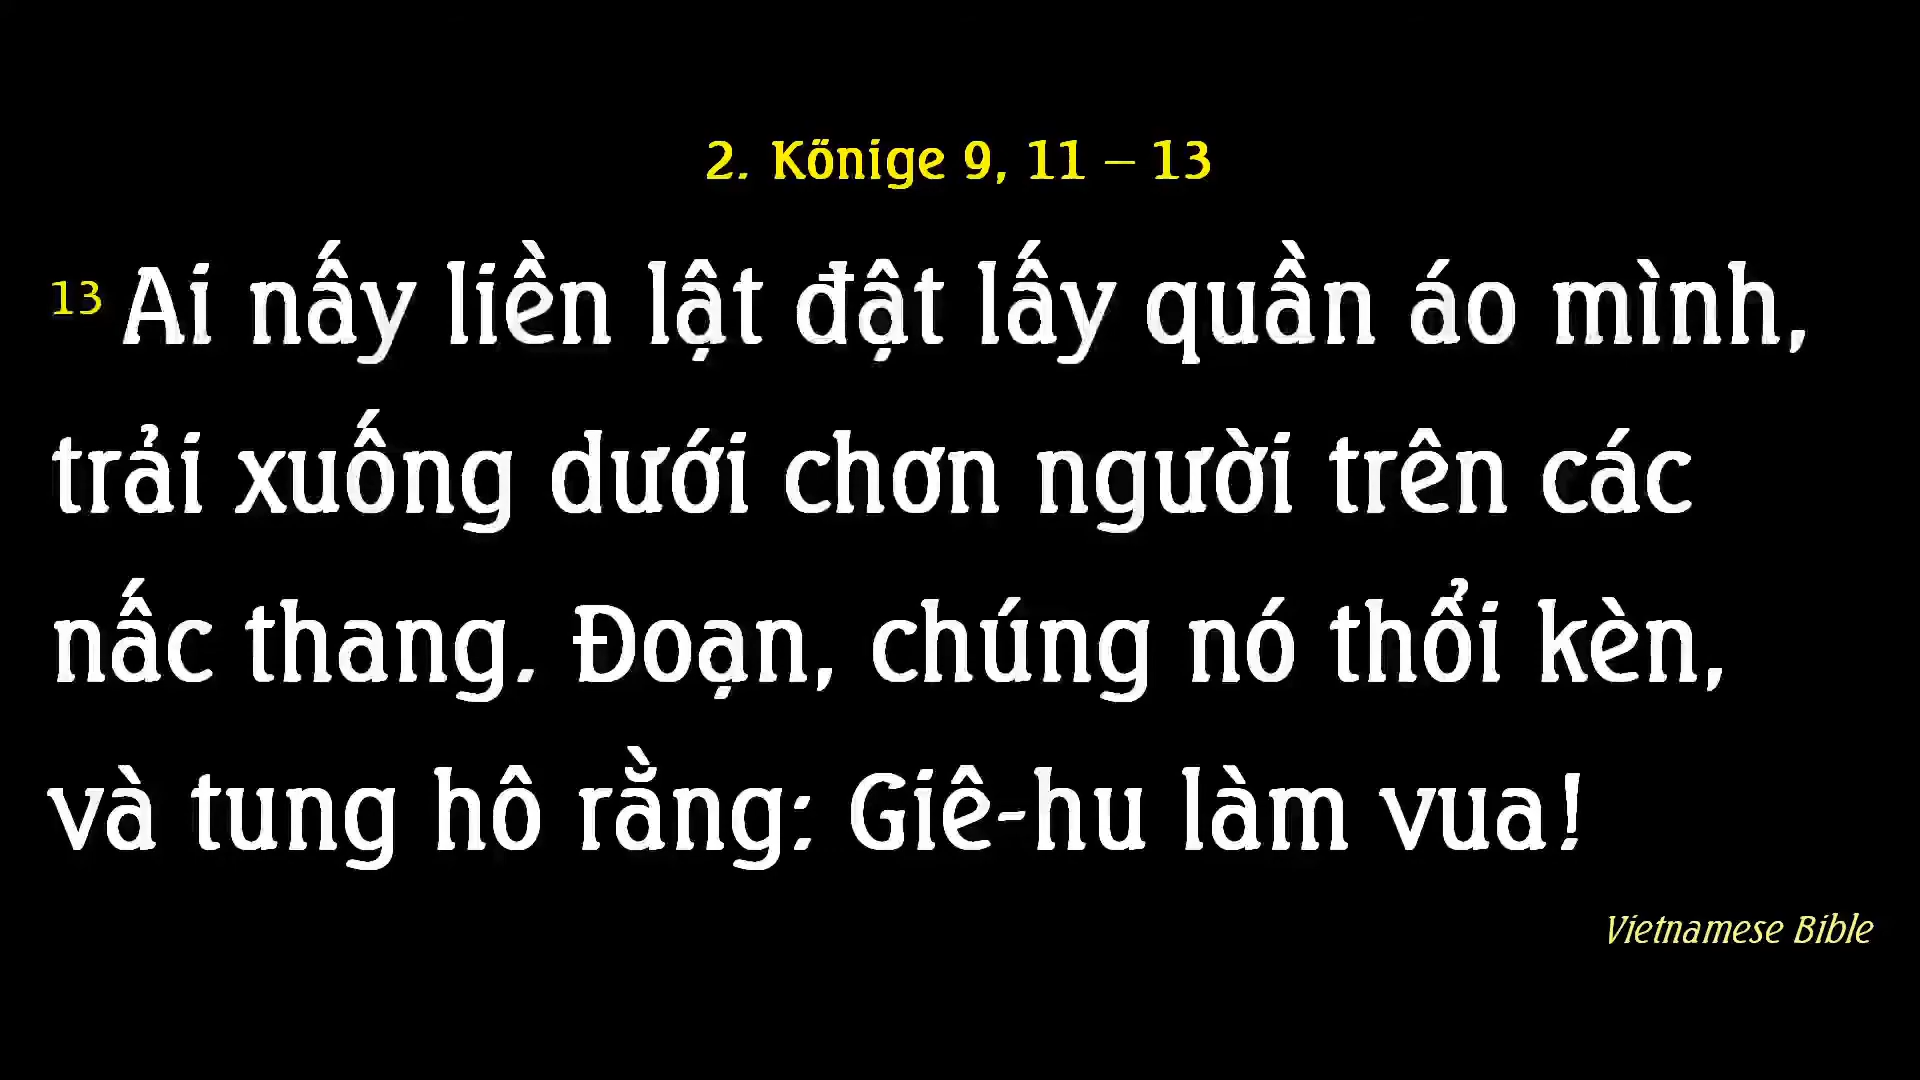 2. Könige 9, 11 – 13
13 Ai nấy liền lật đật lấy quần áo mình,
trải xuống dưới chơn người trên các
nấc thang. Đoạn, chúng nó thổi kèn,
và tung hô rằng: Giê-hu làm vua!
Vietnamese Bible